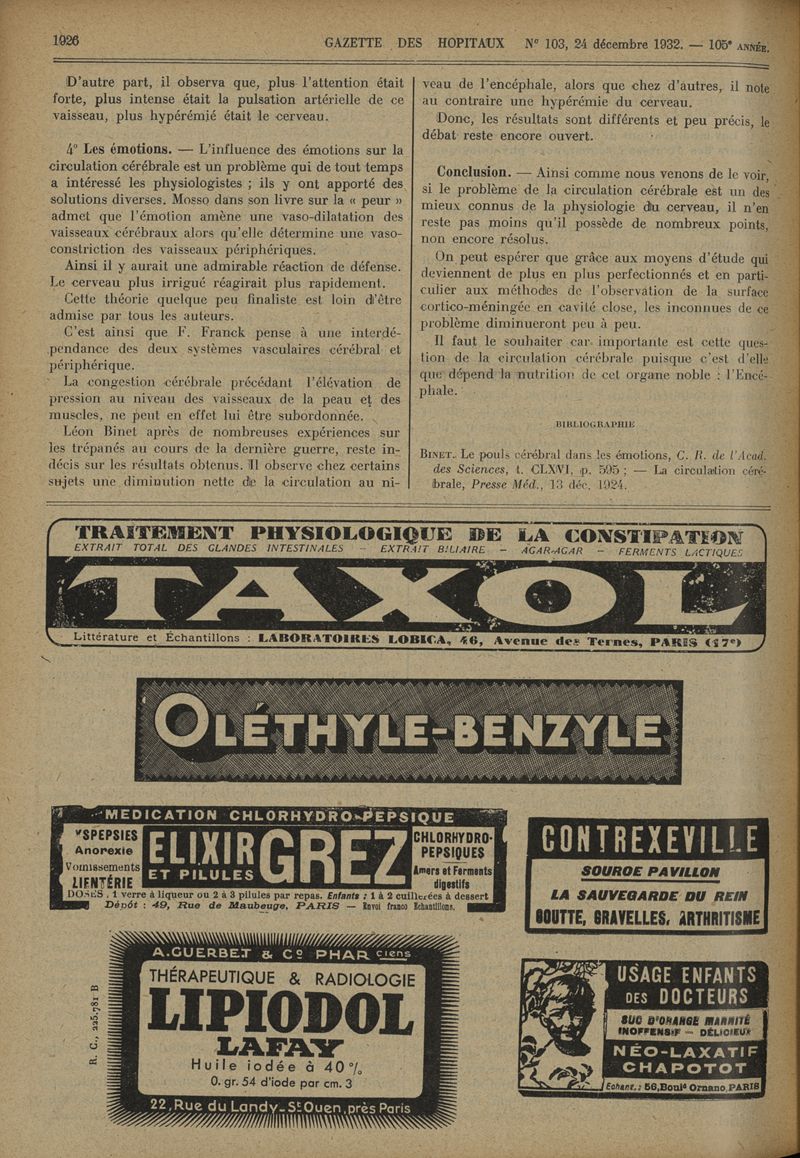 1926
GAZETTE DES HOPITAUX N° 103, 24 décembre 1932. — 105e ANNÉE.
D'autre part, il observa que, plus l'attention était
forte, plus intense était la pulsation artérielle de ce
vaisseau, plus hypérémié était le cerveau.
4° Les émotions. — L'influence des émotions sur la
circulation cérébrale est un problème qui de tout temps
a intéressé les physiologistes ; ils y ont apporté des
solutions diverses. Mosso dans son livre sur la « peur »
admet que l'émotion amène une vaso-dilatation des
vaisseaux cérébraux alors qu'elle détermine une vaso-
constriction des vaisseaux périphériques.
Ainsi il y aurait une admirable réaction de défense.
Le cerveau plus irrigué réagirait plus rapidement.
Cette théorie quelque peu finaliste est loin d'être
admise par tous les auteurs.
C'est ainsi que F. Franck pense à une interdé-
pendance des deux systèmes vasculaires cérébral et
périphérique.
La congestion cérébrale précédant l'élévation de
pression au niveau des vaisseaux de la peau et des
muscles, ne peut en effet lui être subordonnée.
Léon Binet après de nombreuses expériences sur
les trépanés au cours de la dernière guerre, reste in-
décis sur les résultats obtenus. Il observe chez certains
sujets une diminution nette de la circulation au ni-
veau de l'encéphale, alors que chez d'autres, il note
au contraire une hypérémie du cerveau.
Donc, les résultats sont différents et peu précis, le
débat reste encore ouvert.
Conclusion. — Ainsi comme nous venons de le voir,
si le problème de la circulation cérébrale est un des
mieux connus de la physiologie du cerveau, il n'en
reste pas moins qu'il possède de nombreux points,
non encore résolus.
On peut espérer que grâce aux moyens d'étude qui
deviennent de plus en plus perfectionnés et en parti-
culier aux méthodes de l'observation de la surface
cortico-méningée en cavité close, les inconnues de ce
problème diminueront peu à peu.
Il faut le souhaiter car importante est cette ques-
tion de la circulation cérébrale puisque c'est d'elle
que dépend la nutrition de cet organe noble : l'Encé-
phale.
BIBLIOGRAPHIE
BINET. Le pouls cérébral dans les émotions, C. R. de l'Acad.
des Sciences, t. CLXVI, p. 595 ; — La circulation céré-
brale, Presse Méd., 13 déc. 1924.
TRAITEMENT PHYSIOLOGIQUE DE LA CONSTIPATION
EXTRAIT TOTAL DES GLANDES INTESTINALES - EXTRAIT BILIAIRE - AGAR-AGAR - FERMENTS LACTIQUES
TAXOL
Littérature et Échantillons : LABORATOIRES LOBICA, 46, Avenue des Ternes, PARIS (17e)
OLÉTHYLE-BENZYLE
MEDICATION CHLORHYDRO-PEPSIQUE
YSPEPSIES
Anorexie
Vomissements
LIENTÉRIE
ELIXIR
ET PILULES
GREZ
CHLORHYDRO-
PEPSIQUES
Amers et Ferments
digestifs
DOSES, 1 verre à liqueur ou 2 à 3 pilules par repas. Enfants : 1 à 2 cuillerées à dessert
Dépôt : 49, Rue de Maubeuge, PARIS — Envoi franco Echantillons.
CONTREXEVILLE
SOURCE PAVILLON
LA SAUVEGARDE DU REIN
GOUTTE, GRAVELLES, ARTHRITISME
R. C., 225.781 B
A. GUERBET & Co PHARciens
THÉRAPEUTIQUE & RADIOLOGIE
LIPIODOL
LAFAY
Huile iodée à 40 %
0. gr. 54 d'iode par cm. 3
22, Rue du Landy_St Ouen, près Paris
USAGE ENFANTS
DES DOCTEURS
SUC D'ORANGE MANNITÉ
INOFFENSIF - DÉLICIEUX
NÉO-LAXATIF
CHAPOTOT
Echant. : 56, Boulᵈ Ornano, PARIS